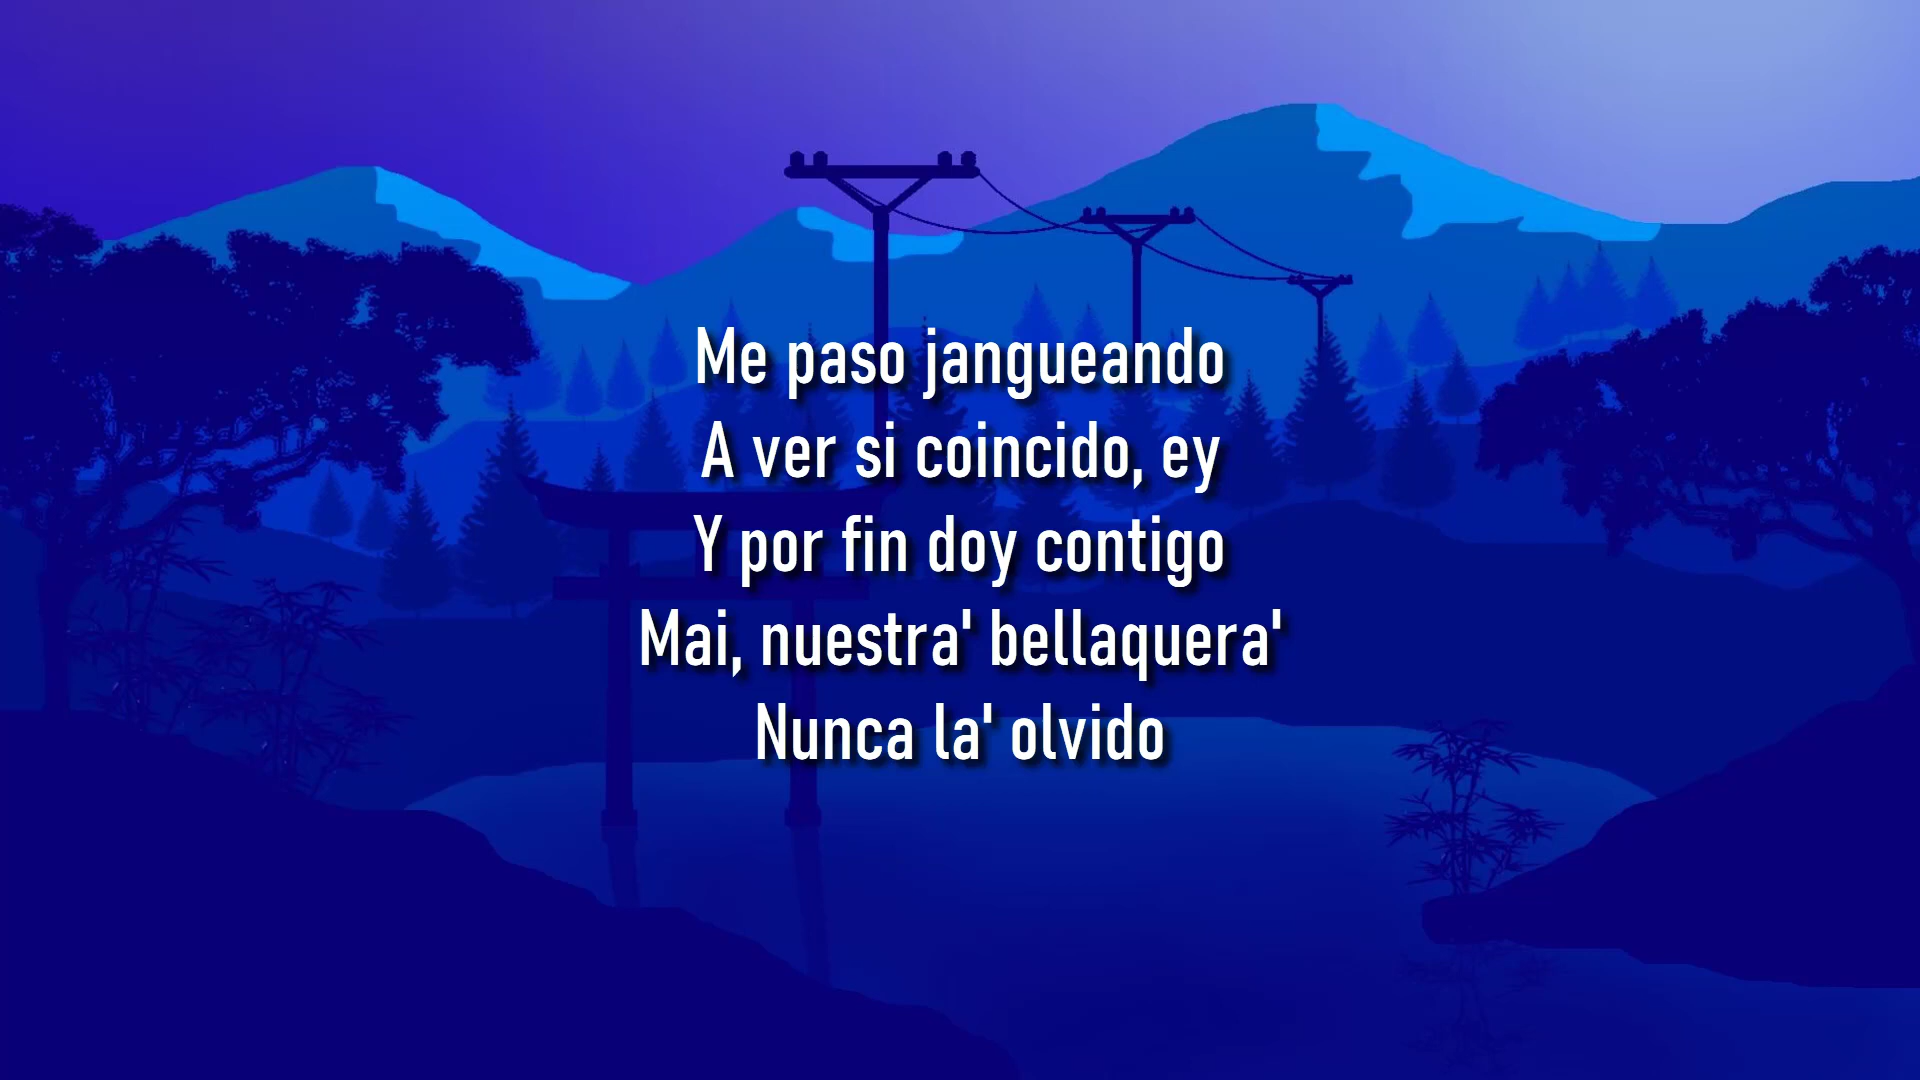 Me paso jangueando
A ver si coincido, ey
Y por fin doy contigo
Mai, nuestra' bellaquera'
Nunca la' olvido